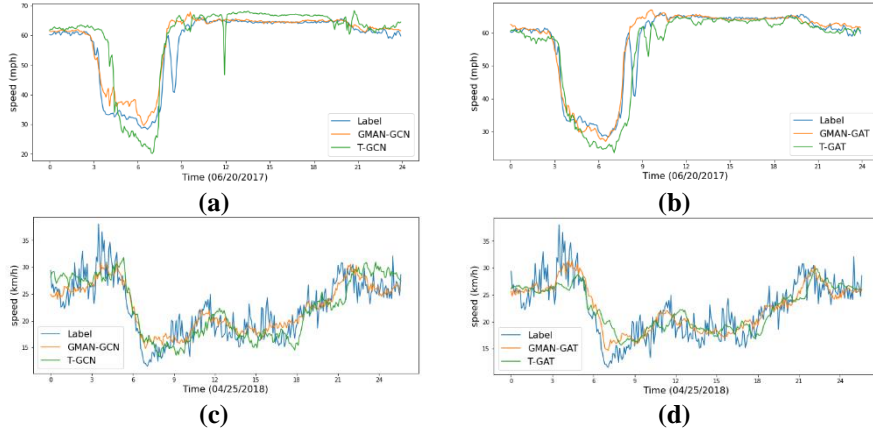 70
60
50
40
30
20
speed (mph)
Label
GMAN-GCN
T-GCN
0 3 6 9 12 15 18 21 24
Time (06/20/2017)
(a)
60
50
40
30
speed (mph)
Label
GMAN-GAT
T-GAT
0 3 6 9 12 15 18 21 24
Time (06/20/2017)
(b)
35
30
25
20
15
speed (km/h)
Label
GMAN-GCN
T-GCN
0 3 6 9 12 15 18 21 24
Time (04/25/2018)
(c)
35
30
25
20
15
speed (km/h)
Label
GMAN-GAT
T-GAT
0 3 6 9 12 15 18 21 24
Time (04/25/2018)
(d)